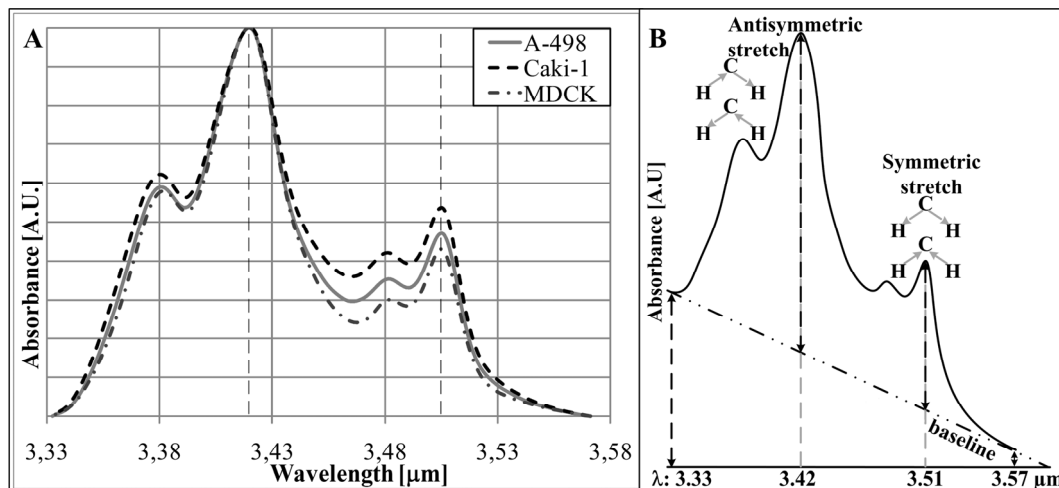 A
A-498
Caki-1
MDCK
Absorbance [A.U.]
3,33 3,38 3,43 3,48 3,53 3,58
Wavelength [µm]
B
Antisymmetric
stretch
C
H H
C
H H
Symmetric
stretch
C
H H
C
H H
Absorbance [A.U]
baseline
λ: 3.33 3.42 3.51 3.57 µm